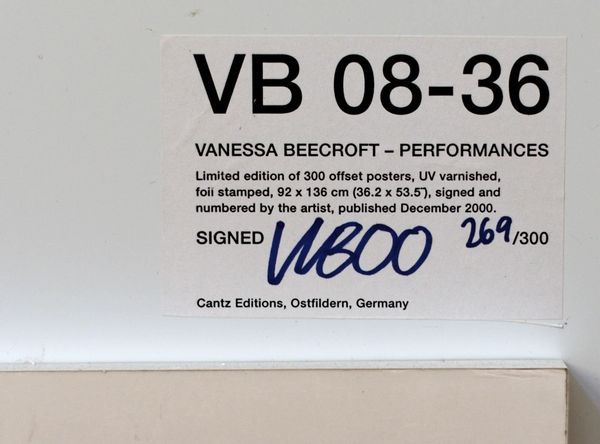 VB 08-36
VANESSA BEECROFT – PERFORMANCES
Limited edition of 300 offset posters, UV varnished,
foil stamped, 92 x 136 cm (36.2 x 53.5"), signed and
numbered by the artist, published December 2000.
SIGNED VB00 269/300
Cantz Editions, Ostfildern, Germany